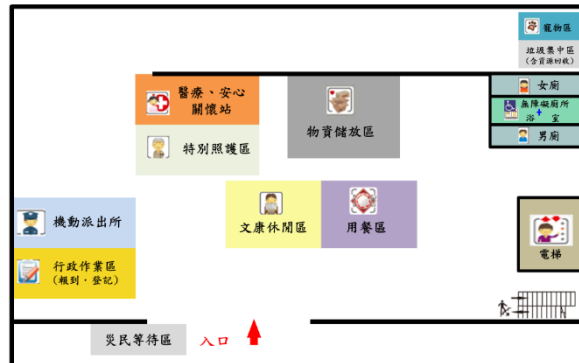 寵物區
垃圾集中區
(含資源回收)
女廁
無障礙廁所
浴室
男廁
醫療、安心
關懷站
特別照護區
物資儲放區
機動派出所
行政作業區
(報到、登記)
文康休閒區
用餐區
電梯
災民等待區
入口